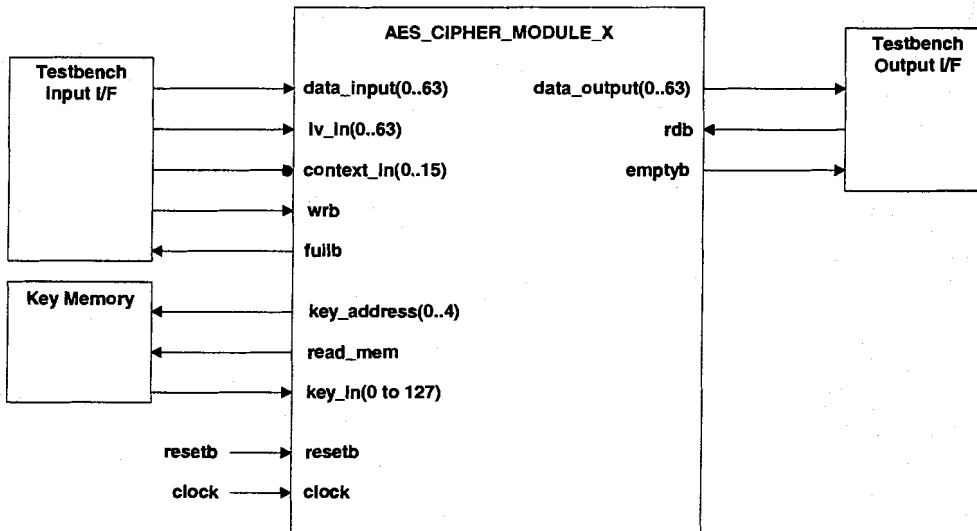 AES_CIPHER_MODULE_X
Testbench
Input I/F
data_input(0..63)
iv_in(0..63)
context_in(0..15)
wrb
fullb
data_output(0..63)
rdb
emptyb
Testbench
Output I/F
Key Memory
key_address(0..4)
read_mem
key_in(0 to 127)
resetb
resetb
clock
clock